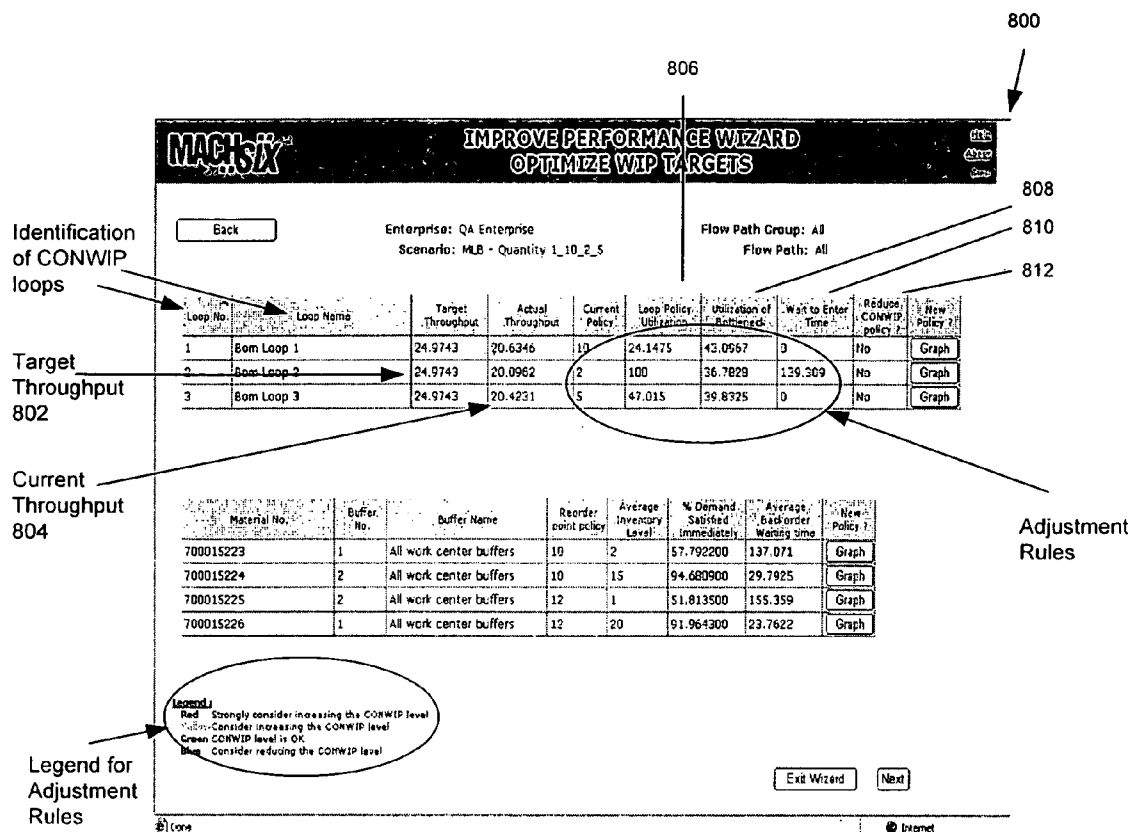 800
806
MACHSIX
IMPROVE PERFORMANCE WIZARD
OPTIMIZE WIP TARGETS
Help
About
808
810
812
Identification
of CONWIP
loops
Back
Enterprise: QA Enterprise
Scenario: MLB - Quantity 1_10_2_5
Flow Path Group: All
Flow Path: All
Loop No. Loop Name Target Throughput Actual Throughput Current Policy Loop Policy Utilization Utilization of Bottleneck Wait to Enter Time Reduce CONWIP policy ? New Policy ?
1 Bom Loop 1 24.9743 20.6346 10 24.1475 43.0967 0 No Graph
2 Bom Loop 2 24.9743 20.0962 2 100 36.7829 139.309 No Graph
3 Bom Loop 3 24.9743 20.4231 5 47.015 39.8325 0 No Graph
Target
Throughput
802
Current
Throughput
804
Adjustment
Rules
Material No. Buffer No. Buffer Name Reorder point policy Average Inventory Level % Demand Satisfied Immediately Average Backorder Waiting time New Policy ?
700015223 1 All work center buffers 10 2 57.792200 137.071 Graph
700015224 2 All work center buffers 10 15 94.680900 29.7925 Graph
700015225 2 All work center buffers 12 1 51.813500 155.359 Graph
700015226 1 All work center buffers 12 20 91.964300 23.7622 Graph
Legend :
Red Strongly consider increasing the CONWIP level
Yellow Consider increasing the CONWIP level
Green CONWIP level is OK
Blue Consider reducing the CONWIP level
Legend for
Adjustment
Rules
Exit Wizard Next
Done Internet